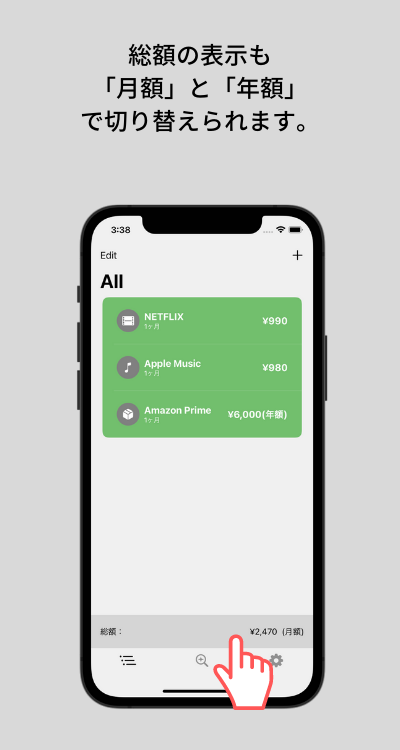 総額の表示も
「月額」と「年額」
で切り替えられます。
3:38
Edit
All
NETFLIX
¥990
1ヶ月
Apple Music
¥980
1ヶ月
Amazon Prime
¥6,000(年額)
1ヶ月
総額：
¥2,470 (月額)